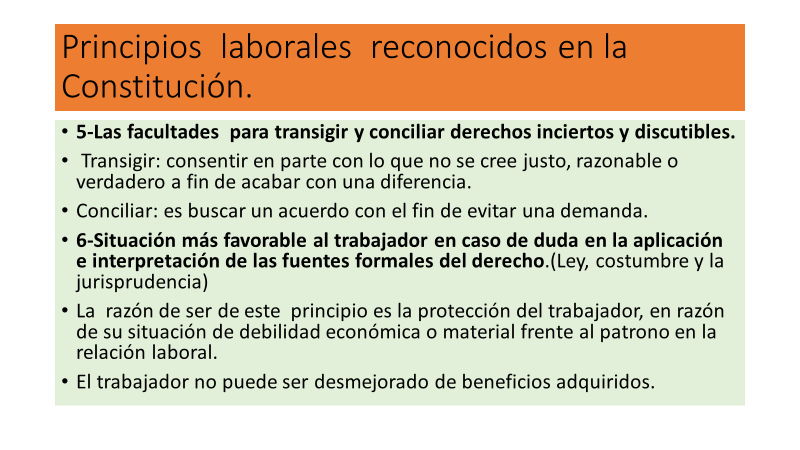 Principios  laborales  reconocidos en la
Constitución.
• 5-Las facultades  para transigir y conciliar derechos inciertos y discutibles.
•  Transigir: consentir en parte con lo que no se cree justo, razonable o
verdadero a fin de acabar con una diferencia.
• Conciliar: es buscar un acuerdo con el fin de evitar una demanda.
• 6-Situación más favorable al trabajador en caso de duda en la aplicación
e interpretación de las fuentes formales del derecho.(Ley, costumbre y la
jurisprudencia)
• La  razón de ser de este  principio es la protección del trabajador, en razón
de su situación de debilidad económica o material frente al patrono en la
relación laboral.
• El trabajador no puede ser desmejorado de beneficios adquiridos.